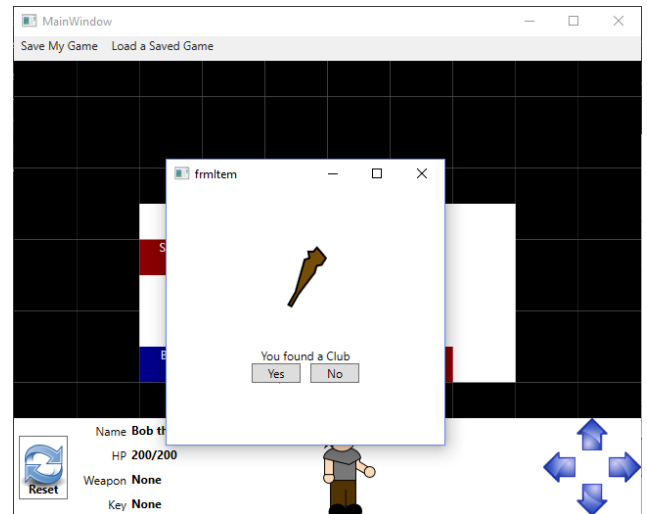 MainWindow
Save My Game Load a Saved Game
frmItem
S
You found a Club
Yes No
B
Name Bob th
HP 200/200
Weapon None
Key None
Reset